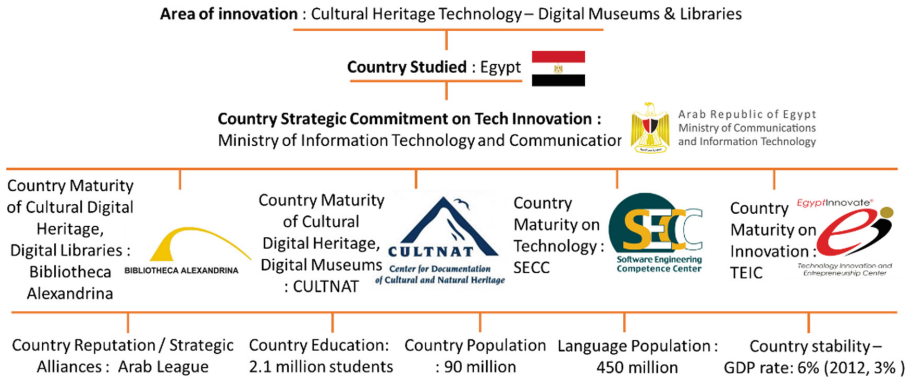 Area of innovation : Cultural Heritage Technology – Digital Museums & Libraries
Country Studied : Egypt
Country Strategic Commitment on Tech Innovation :
Ministry of Information Technology and Communication
Arab Republic of Egypt
Ministry of Communications
and Information Technology
Country Maturity
of Cultural Digital
Heritage,
Digital Libraries :
Bibliotheca
Alexandrina
BIBLIOTHECA ALEXANDRINA
Country Maturity
of Cultural
Digital Heritage,
Digital Museums
: CULTNAT
CULTNAT
Center for Documentation
of Cultural and Natural Heritage
Country
Maturity on
Technology :
SECC
SECC
Software Engineering
Competence Center
Country
Maturity on
Innovation :
TEIC
EgyptInnovate
Technology Innovation and
Entrepreneurship Center
Country Reputation / Strategic
Alliances : Arab League
Country Education:
2.1 million students
Country Population
: 90 million
Language Population :
450 million
Country stability –
GDP rate: 6% (2012, 3% )